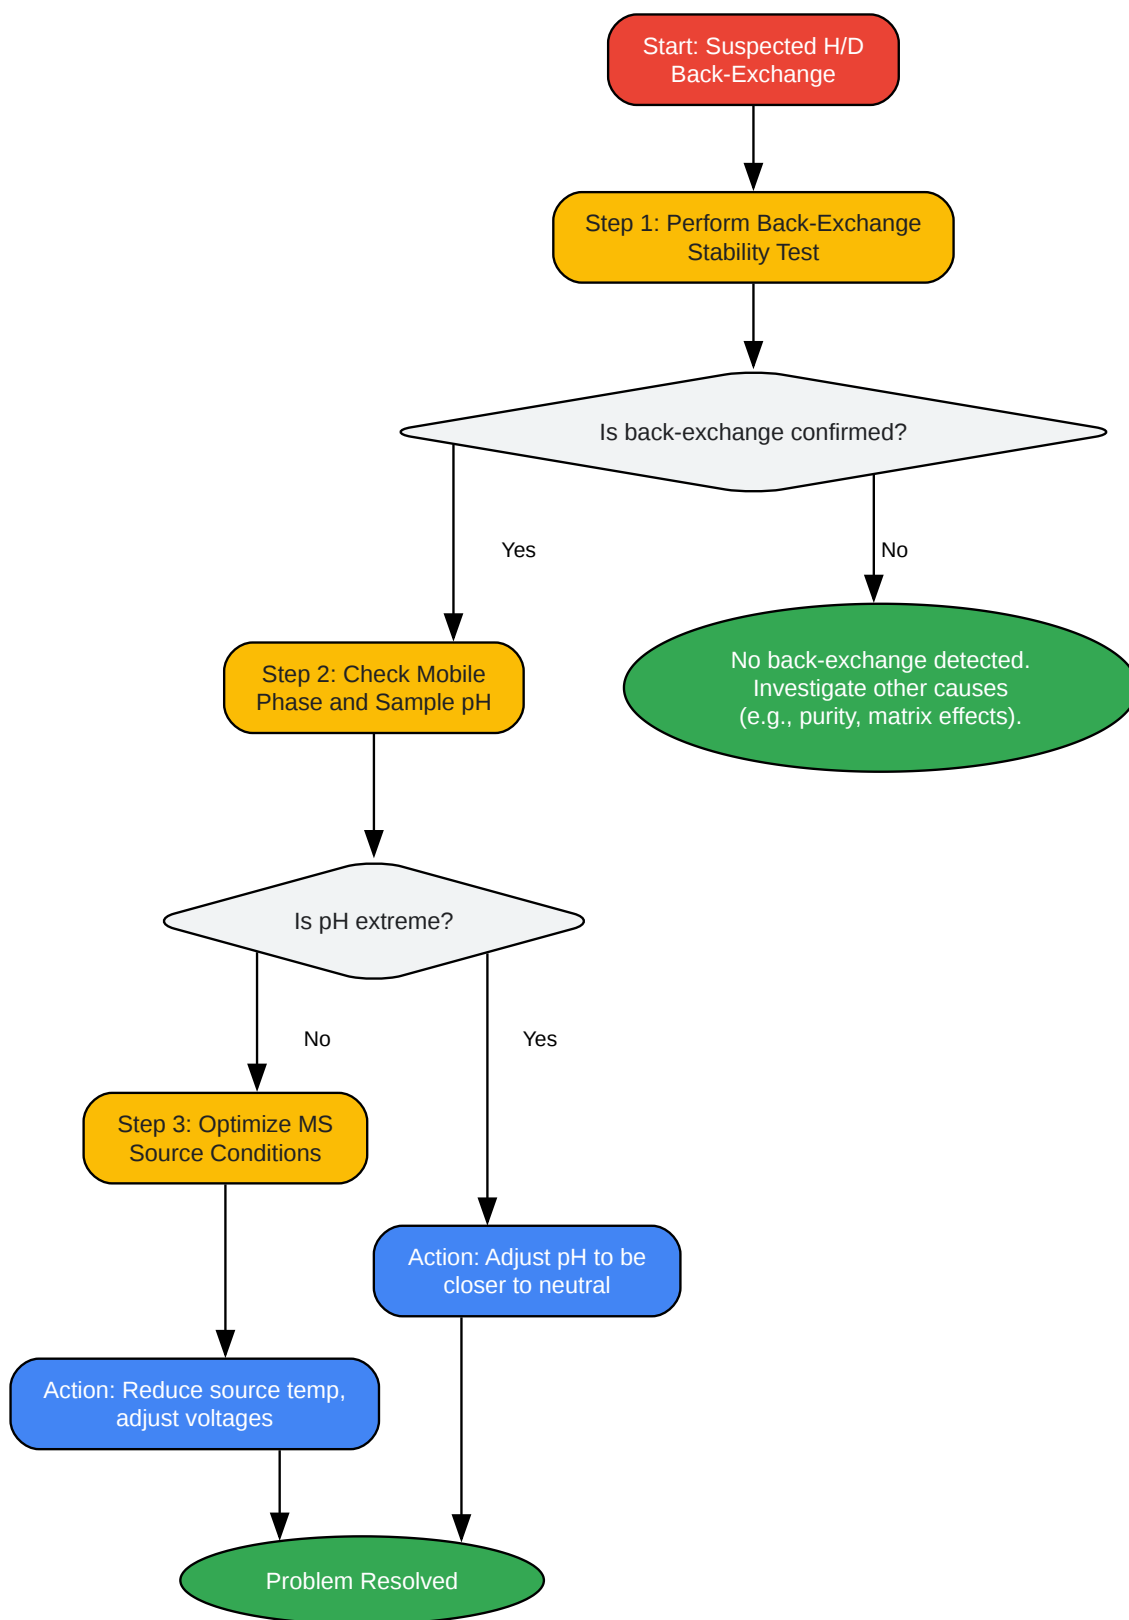 Start: Suspected H/D
Back-Exchange
Step 1: Perform Back-Exchange
Stability Test
Is back-exchange confirmed?
Yes
No
Step 2: Check Mobile
Phase and Sample pH
No back-exchange detected.
Investigate other causes
(e.g., purity, matrix effects).
Is pH extreme?
No
Yes
Step 3: Optimize MS
Source Conditions
Action: Adjust pH to be
closer to neutral
Action: Reduce source temp,
adjust voltages
Problem Resolved